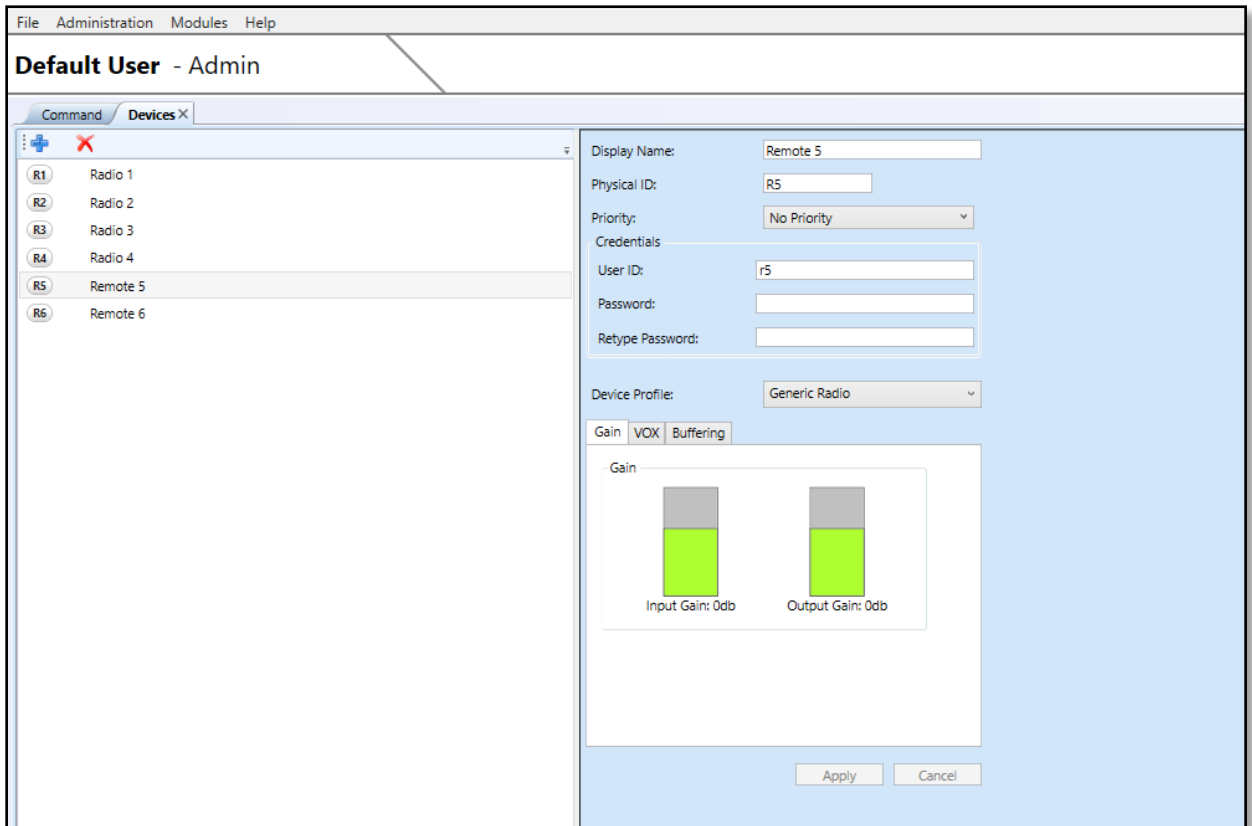 File Administration Modules Help
Default User - Admin
Command Devices
R1 Radio 1
R2 Radio 2
R3 Radio 3
R4 Radio 4
R5 Remote 5
R6 Remote 6
Display Name: Remote 5
Physical ID: R5
Priority: No Priority
Credentials
User ID: r5
Password:
Retype Password:
Device Profile: Generic Radio
Gain VOX Buffering
Gain
Input Gain: 0db Output Gain: 0db
Apply Cancel